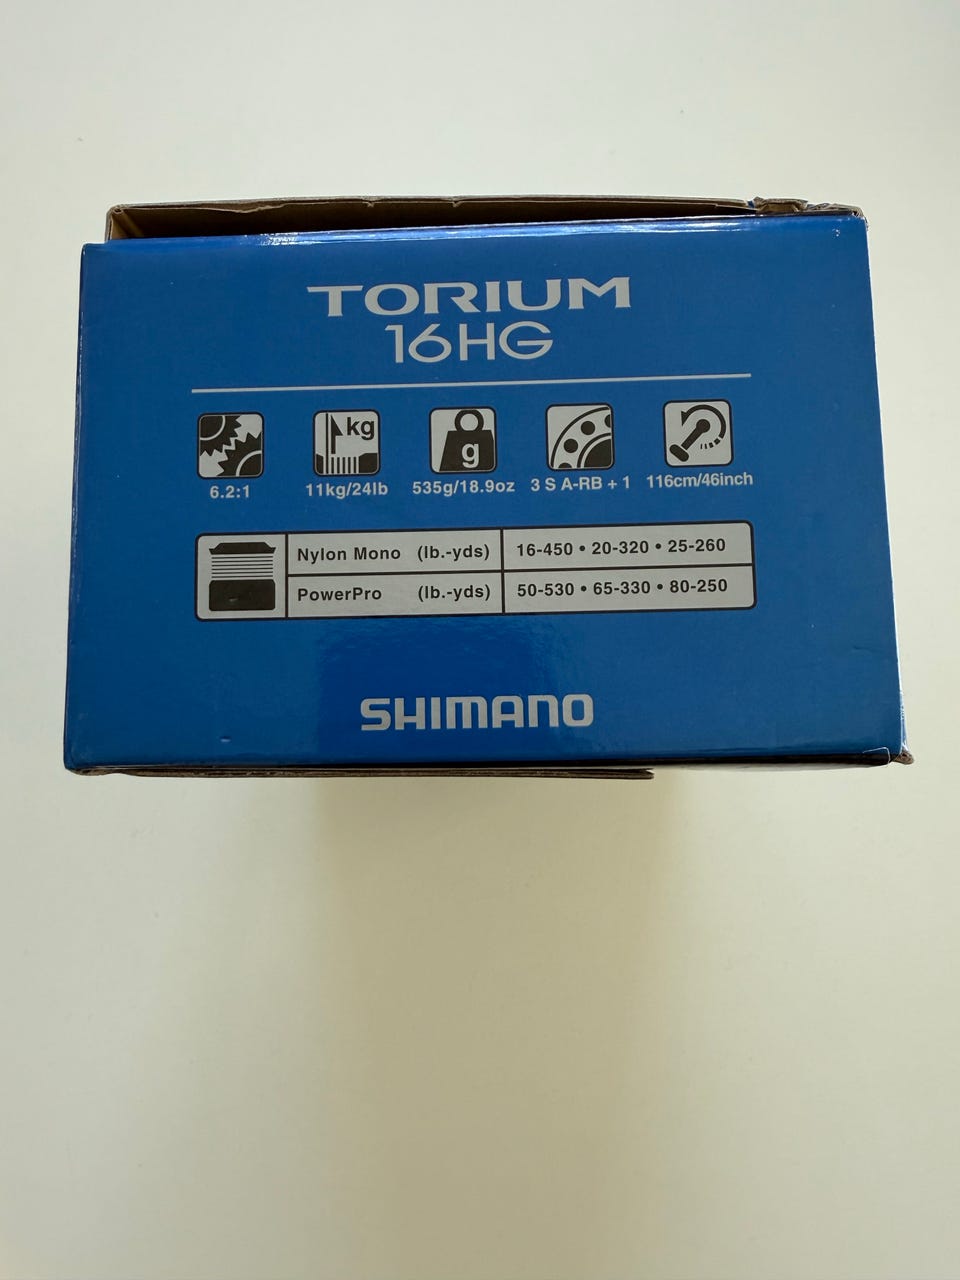 TORIUM
16HG
kg
g
6.2:1 11kg/24lb 535g/18.9oz 3 S A-RB + 1 116cm/46inch
Nylon Mono (lb.-yds) 16-450 • 20-320 • 25-260
PowerPro (lb.-yds) 50-530 • 65-330 • 80-250
SHIMANO